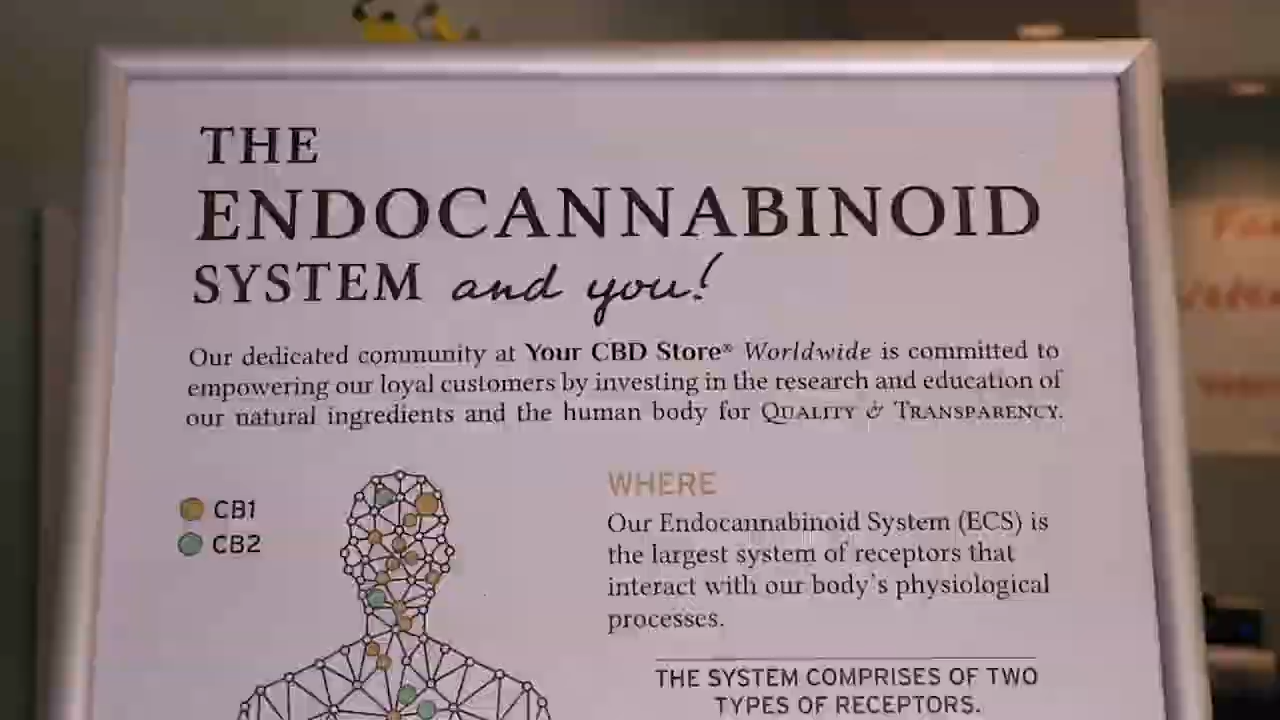 THE
ENDOCANNABINOID
SYSTEM and you!
Our dedicated community at Your CBD Store® Worldwide is committed to
empowering our loyal customers by investing in the research and education of
our natural ingredients and the human body for QUALITY & TRANSPARENCY.
CB1
CB2
WHERE
Our Endocannabinoid System (ECS) is
the largest system of receptors that
interact with our body's physiological
processes.
THE SYSTEM COMPRISES OF TWO
TYPES OF RECEPTORS.